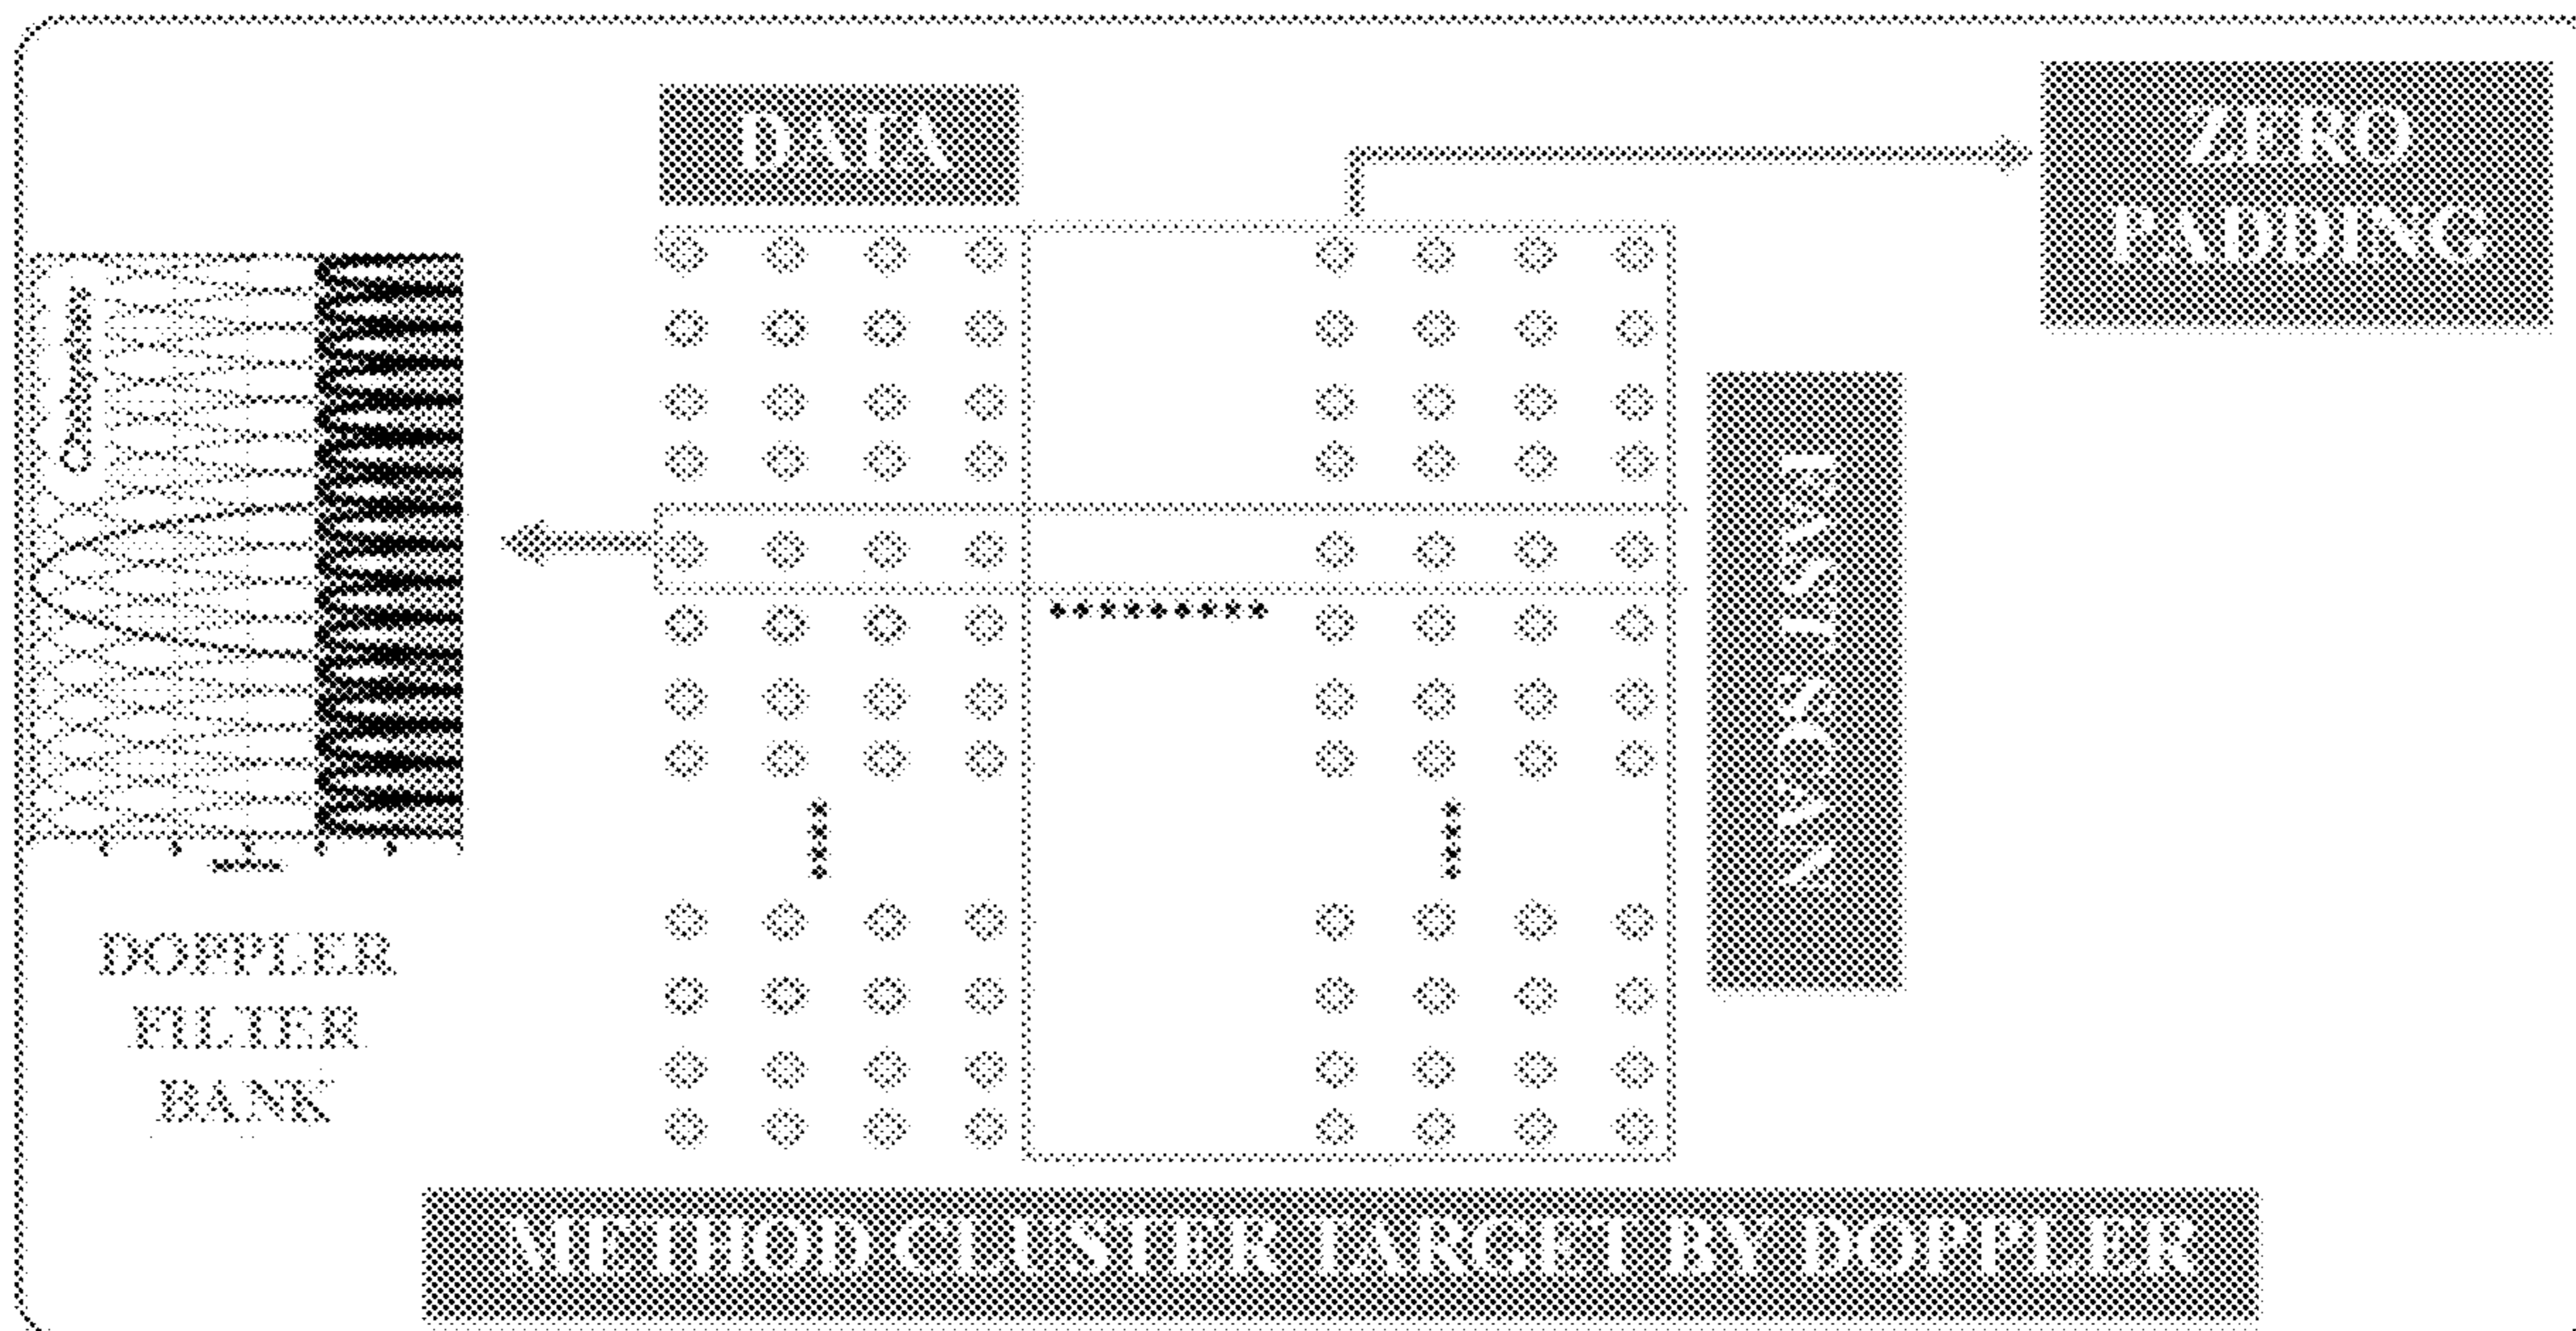 DATA
ZERO
PADDING
FAST SCAN
DOPPLER
FILTER
BANK
METHOD CLUSTER TARGET BY DOPPLER